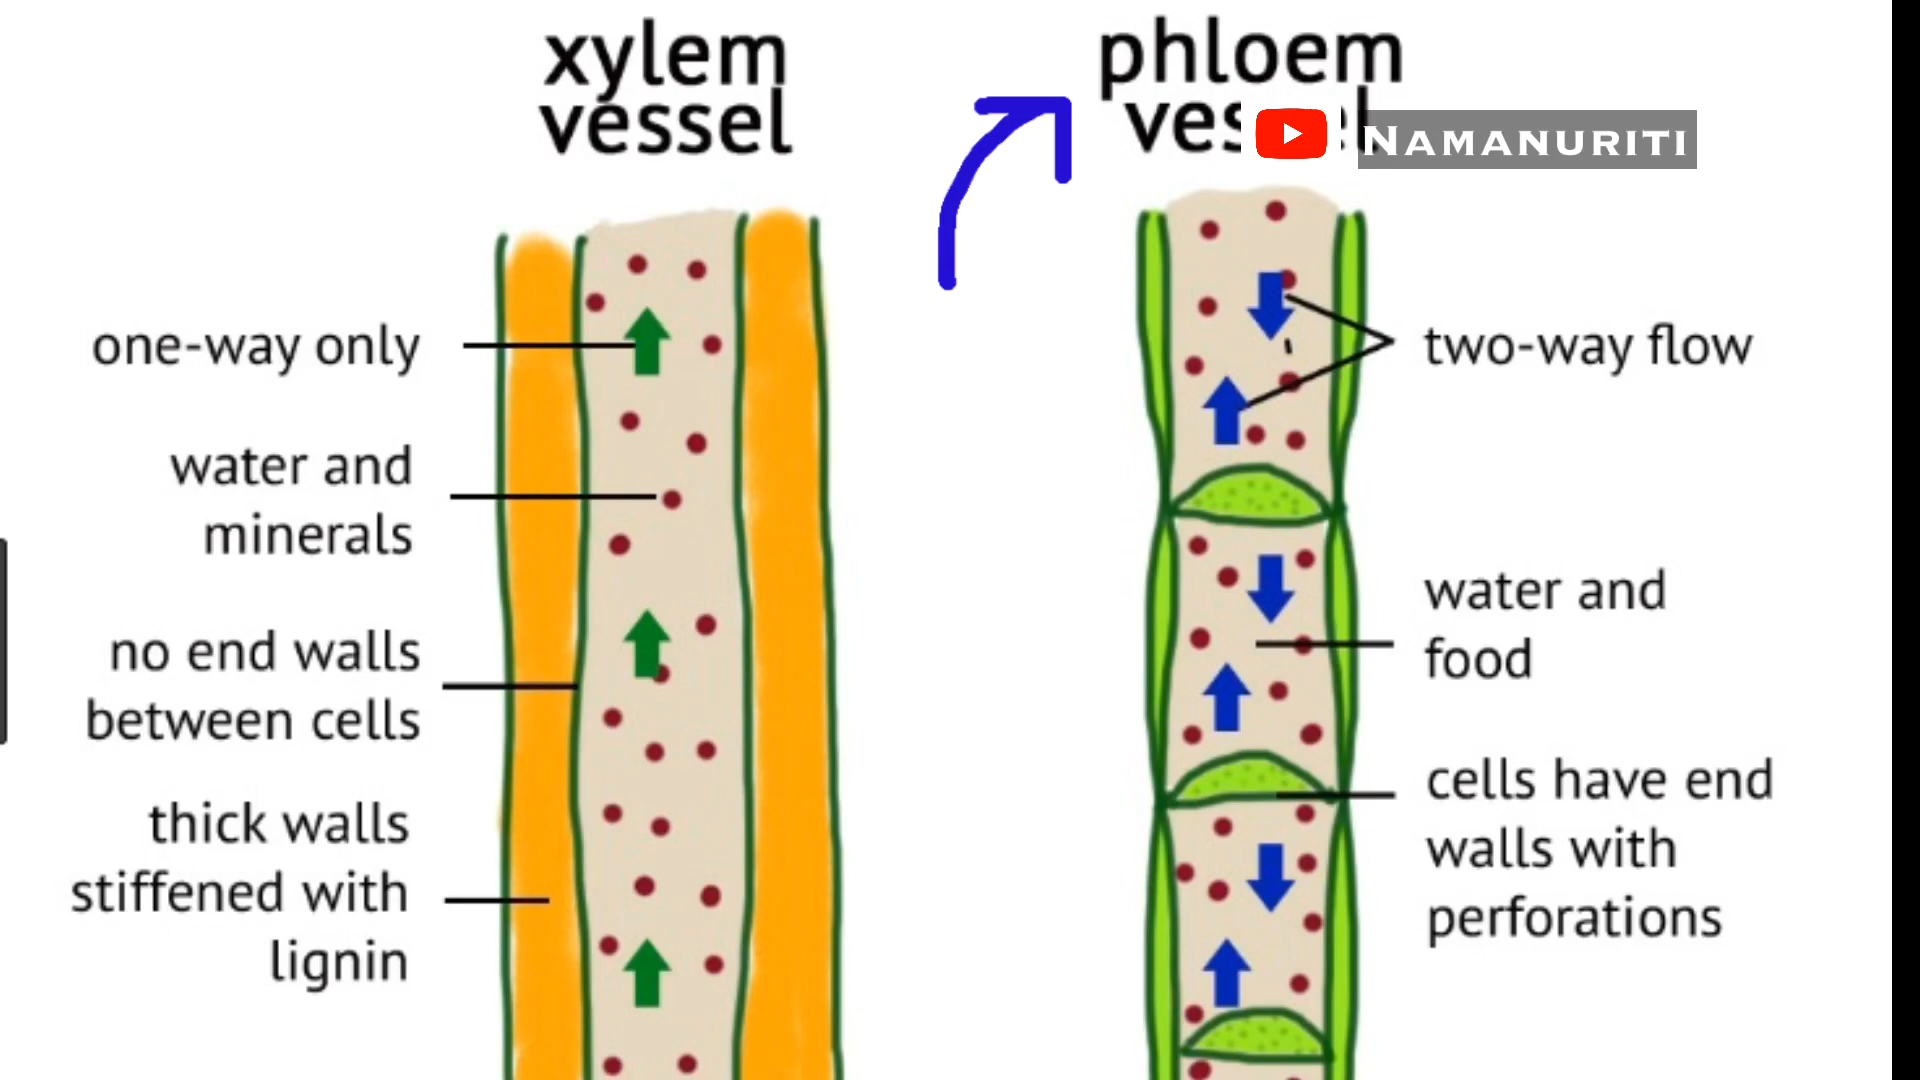 xylem
vessel
phloem
vessel
NAMANURITI
one-way only
water and
minerals
no end walls
between cells
thick walls
stiffened with
lignin
two-way flow
water and
food
cells have end
walls with
perforations